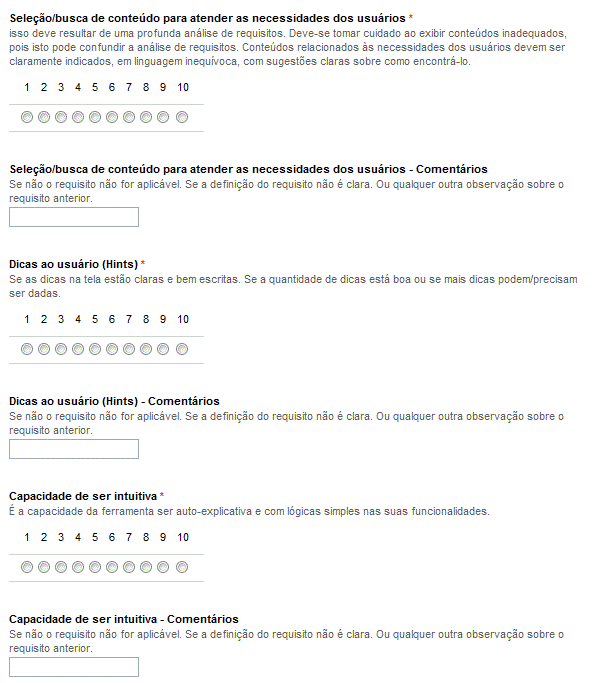 Seleção/busca de conteúdo para atender as necessidades dos usuários *
isso deve resultar de uma profunda análise de requisitos. Deve-se tomar cuidado ao exibir conteúdos inadequados,
pois isto pode confundir a análise de requisitos. Conteúdos relacionados às necessidades dos usuários devem ser
claramente indicados, em linguagem inequívoca, com sugestões claras sobre como encontrá-lo.
1 2 3 4 5 6 7 8 9 10
Seleção/busca de conteúdo para atender as necessidades dos usuários - Comentários
Se não o requisito não for aplicável. Se a definição do requisito não é clara. Ou qualquer outra observação sobre o
requisito anterior.
Dicas ao usuário (Hints) *
Se as dicas na tela estão claras e bem escritas. Se a quantidade de dicas está boa ou se mais dicas podem/precisam
ser dadas.
1 2 3 4 5 6 7 8 9 10
Dicas ao usuário (Hints) - Comentários
Se não o requisito não for aplicável. Se a definição do requisito não é clara. Ou qualquer outra observação sobre o
requisito anterior.
Capacidade de ser intuitiva *
É a capacidade da ferramenta ser auto-explicativa e com lógicas simples nas suas funcionalidades.
1 2 3 4 5 6 7 8 9 10
Capacidade de ser intuitiva - Comentários
Se não o requisito não for aplicável. Se a definição do requisito não é clara. Ou qualquer outra observação sobre o
requisito anterior.